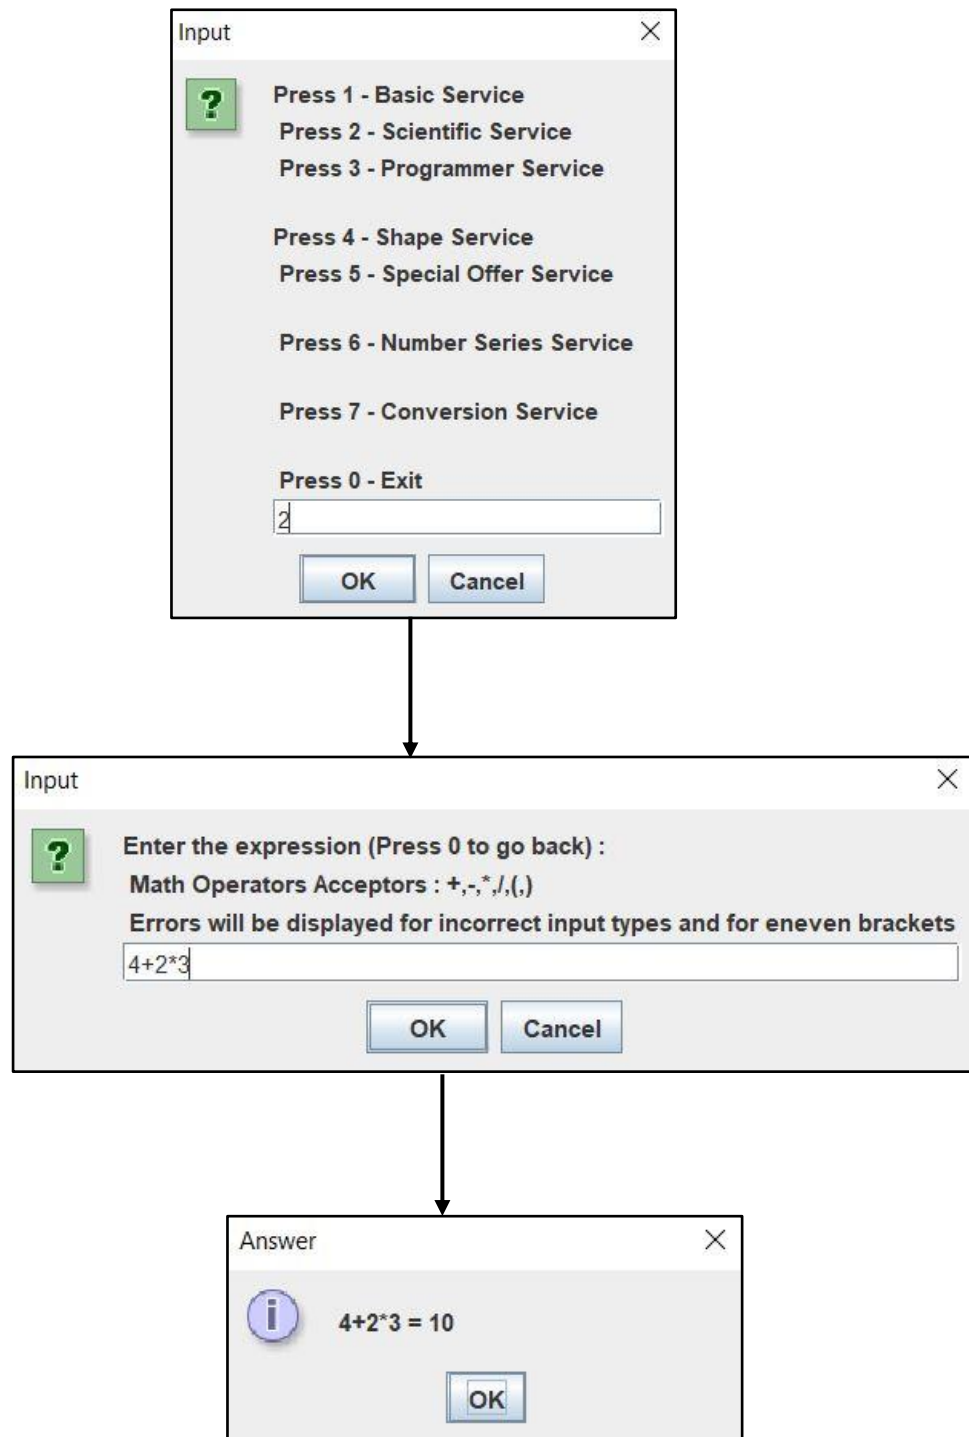 Input
Press 1 - Basic Service
Press 2 - Scientific Service
Press 3 - Programmer Service
Press 4 - Shape Service
Press 5 - Special Offer Service
Press 6 - Number Series Service
Press 7 - Conversion Service
Press 0 - Exit
2
OK Cancel
Input
Enter the expression (Press 0 to go back) :
Math Operators Acceptors : +,-,*,/,(,)
Errors will be displayed for incorrect input types and for eneven brackets
4+2*3
OK Cancel
Answer
4+2*3 = 10
OK